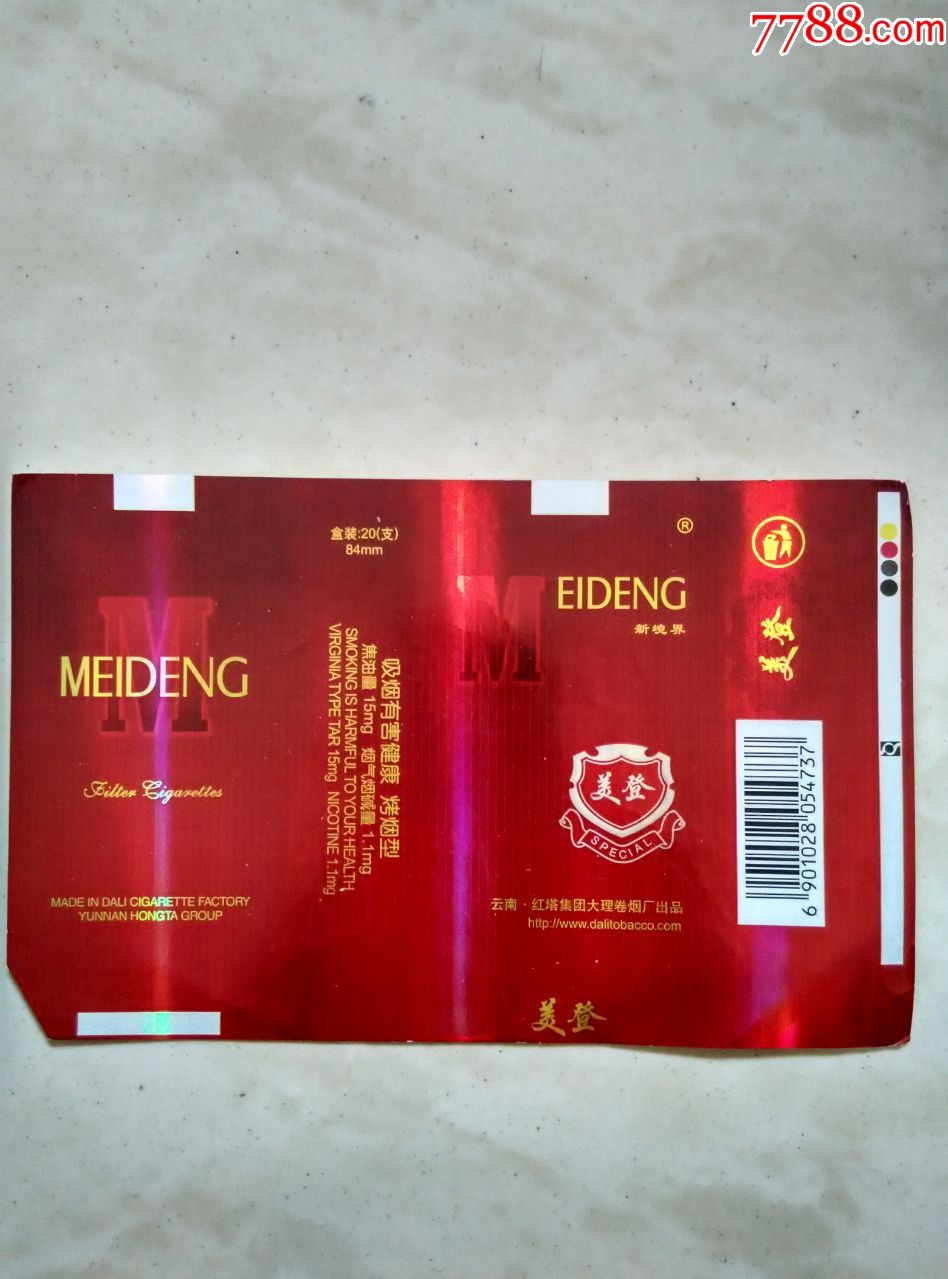 7788.com
MEIDENG
Filter Cigarettes
MADE IN DALI CIGARETTE FACTORY
YUNNAN HONGTA GROUP
盒装:20(支)
84mm
吸烟有害健康 烤烟型
焦油量 15mg 烟气烟碱量 1.1mg
SMOKING IS HARMFUL TO YOUR HEALTH
VIRGINIA TYPE TAR 15mg NICOTINE 1.1mg
®
MEIDENG
新境界
美登
SPECIAL
云南·红塔集团大理卷烟厂出品
http://www.dalitobacco.com
美登
美登
6 901028 054737